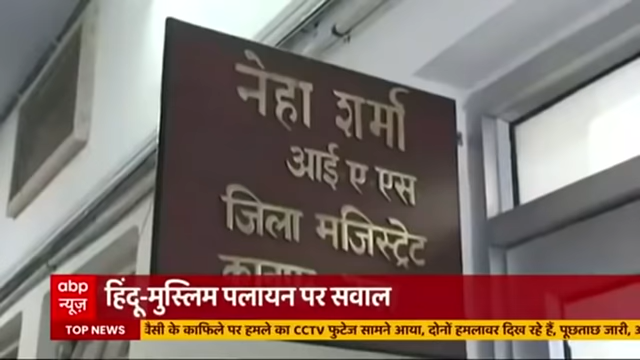 नेहा शर्मा
आई ए एस
जिला मजिस्ट्रेट
abp
न्यूज़
हिंदू-मुस्लिम पलायन पर सवाल
TOP NEWS
वैसी के काफिले पर हमले का CCTV फुटेज सामने आया, दोनों हमलावर दिख रहे हैं, पूछताछ जारी,